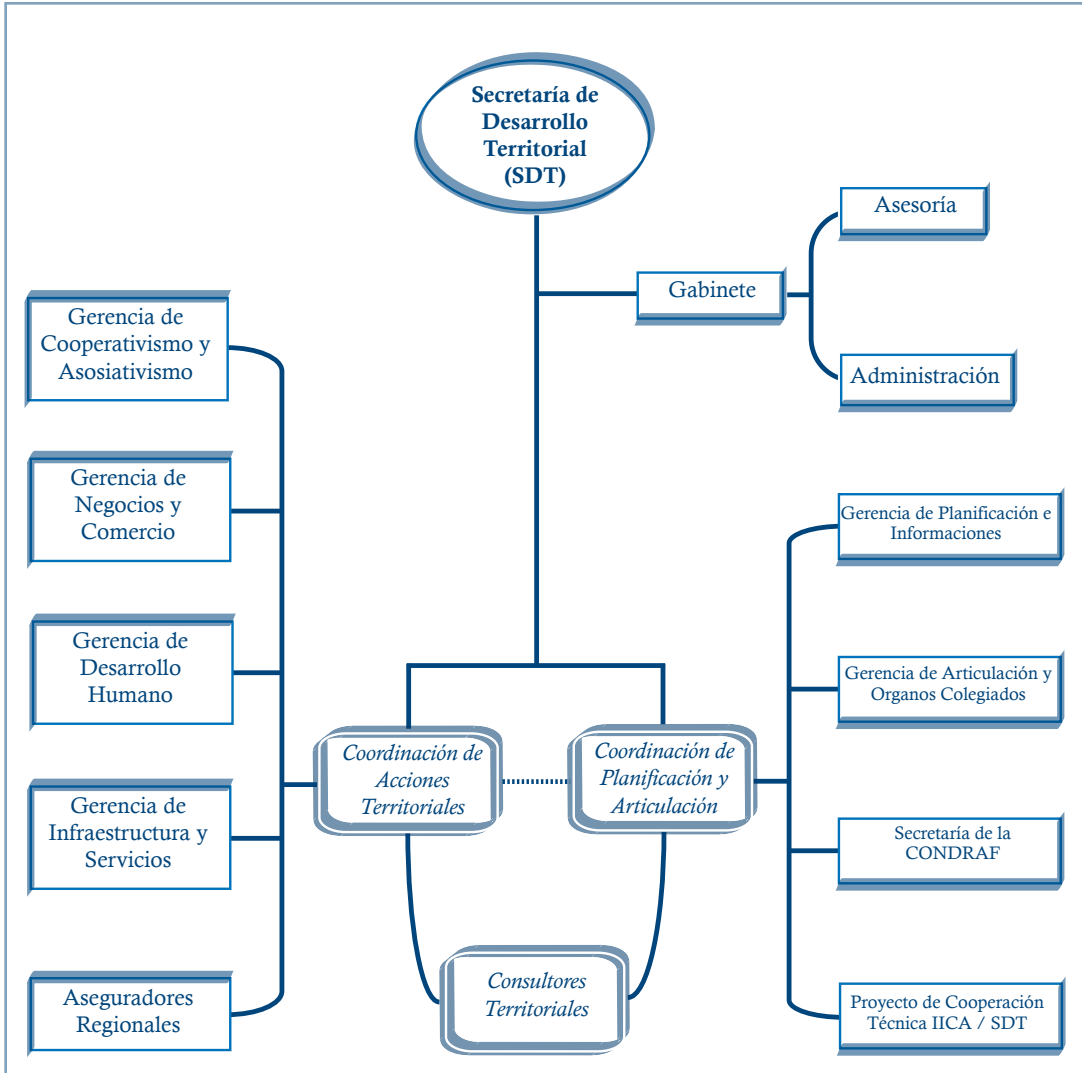 Secretaría de
Desarrollo
Territorial
(SDT)
Asesoría
Gabinete
Administración
Gerencia de
Cooperativismo y
Asosiativismo
Gerencia de
Negocios y
Comercio
Gerencia de
Desarrollo
Humano
Gerencia de
Infraestructura y
Servicios
Aseguradores
Regionales
Coordinación de
Acciones
Territoriales
Coordinación de
Planificación y
Articulación
Consultores
Territoriales
Gerencia de Planificación e
Informaciones
Gerencia de Articulación y
Organos Colegiados
Secretaría de la
CONDRAF
Proyecto de Cooperación
Técnica IICA / SDT